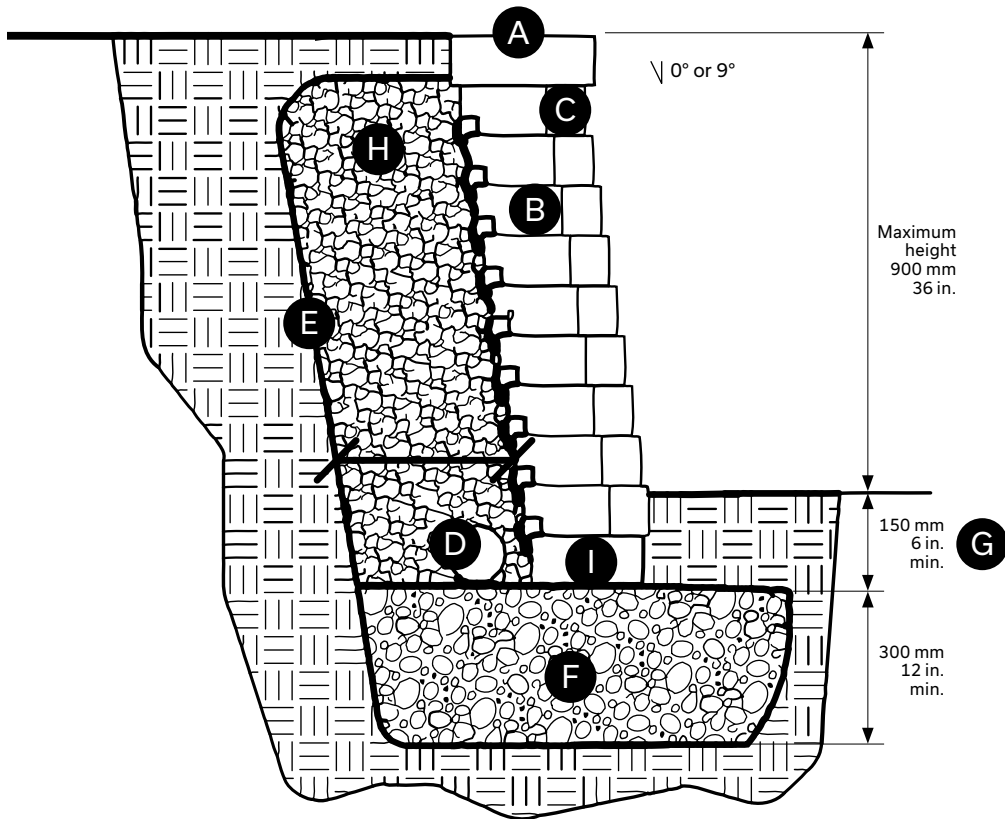 A
0° or 9°
C
H
B
Maximum
height
900 mm
36 in.
E
150 mm
6 in.
min.
G
D
I
300 mm
12 in.
min.
F